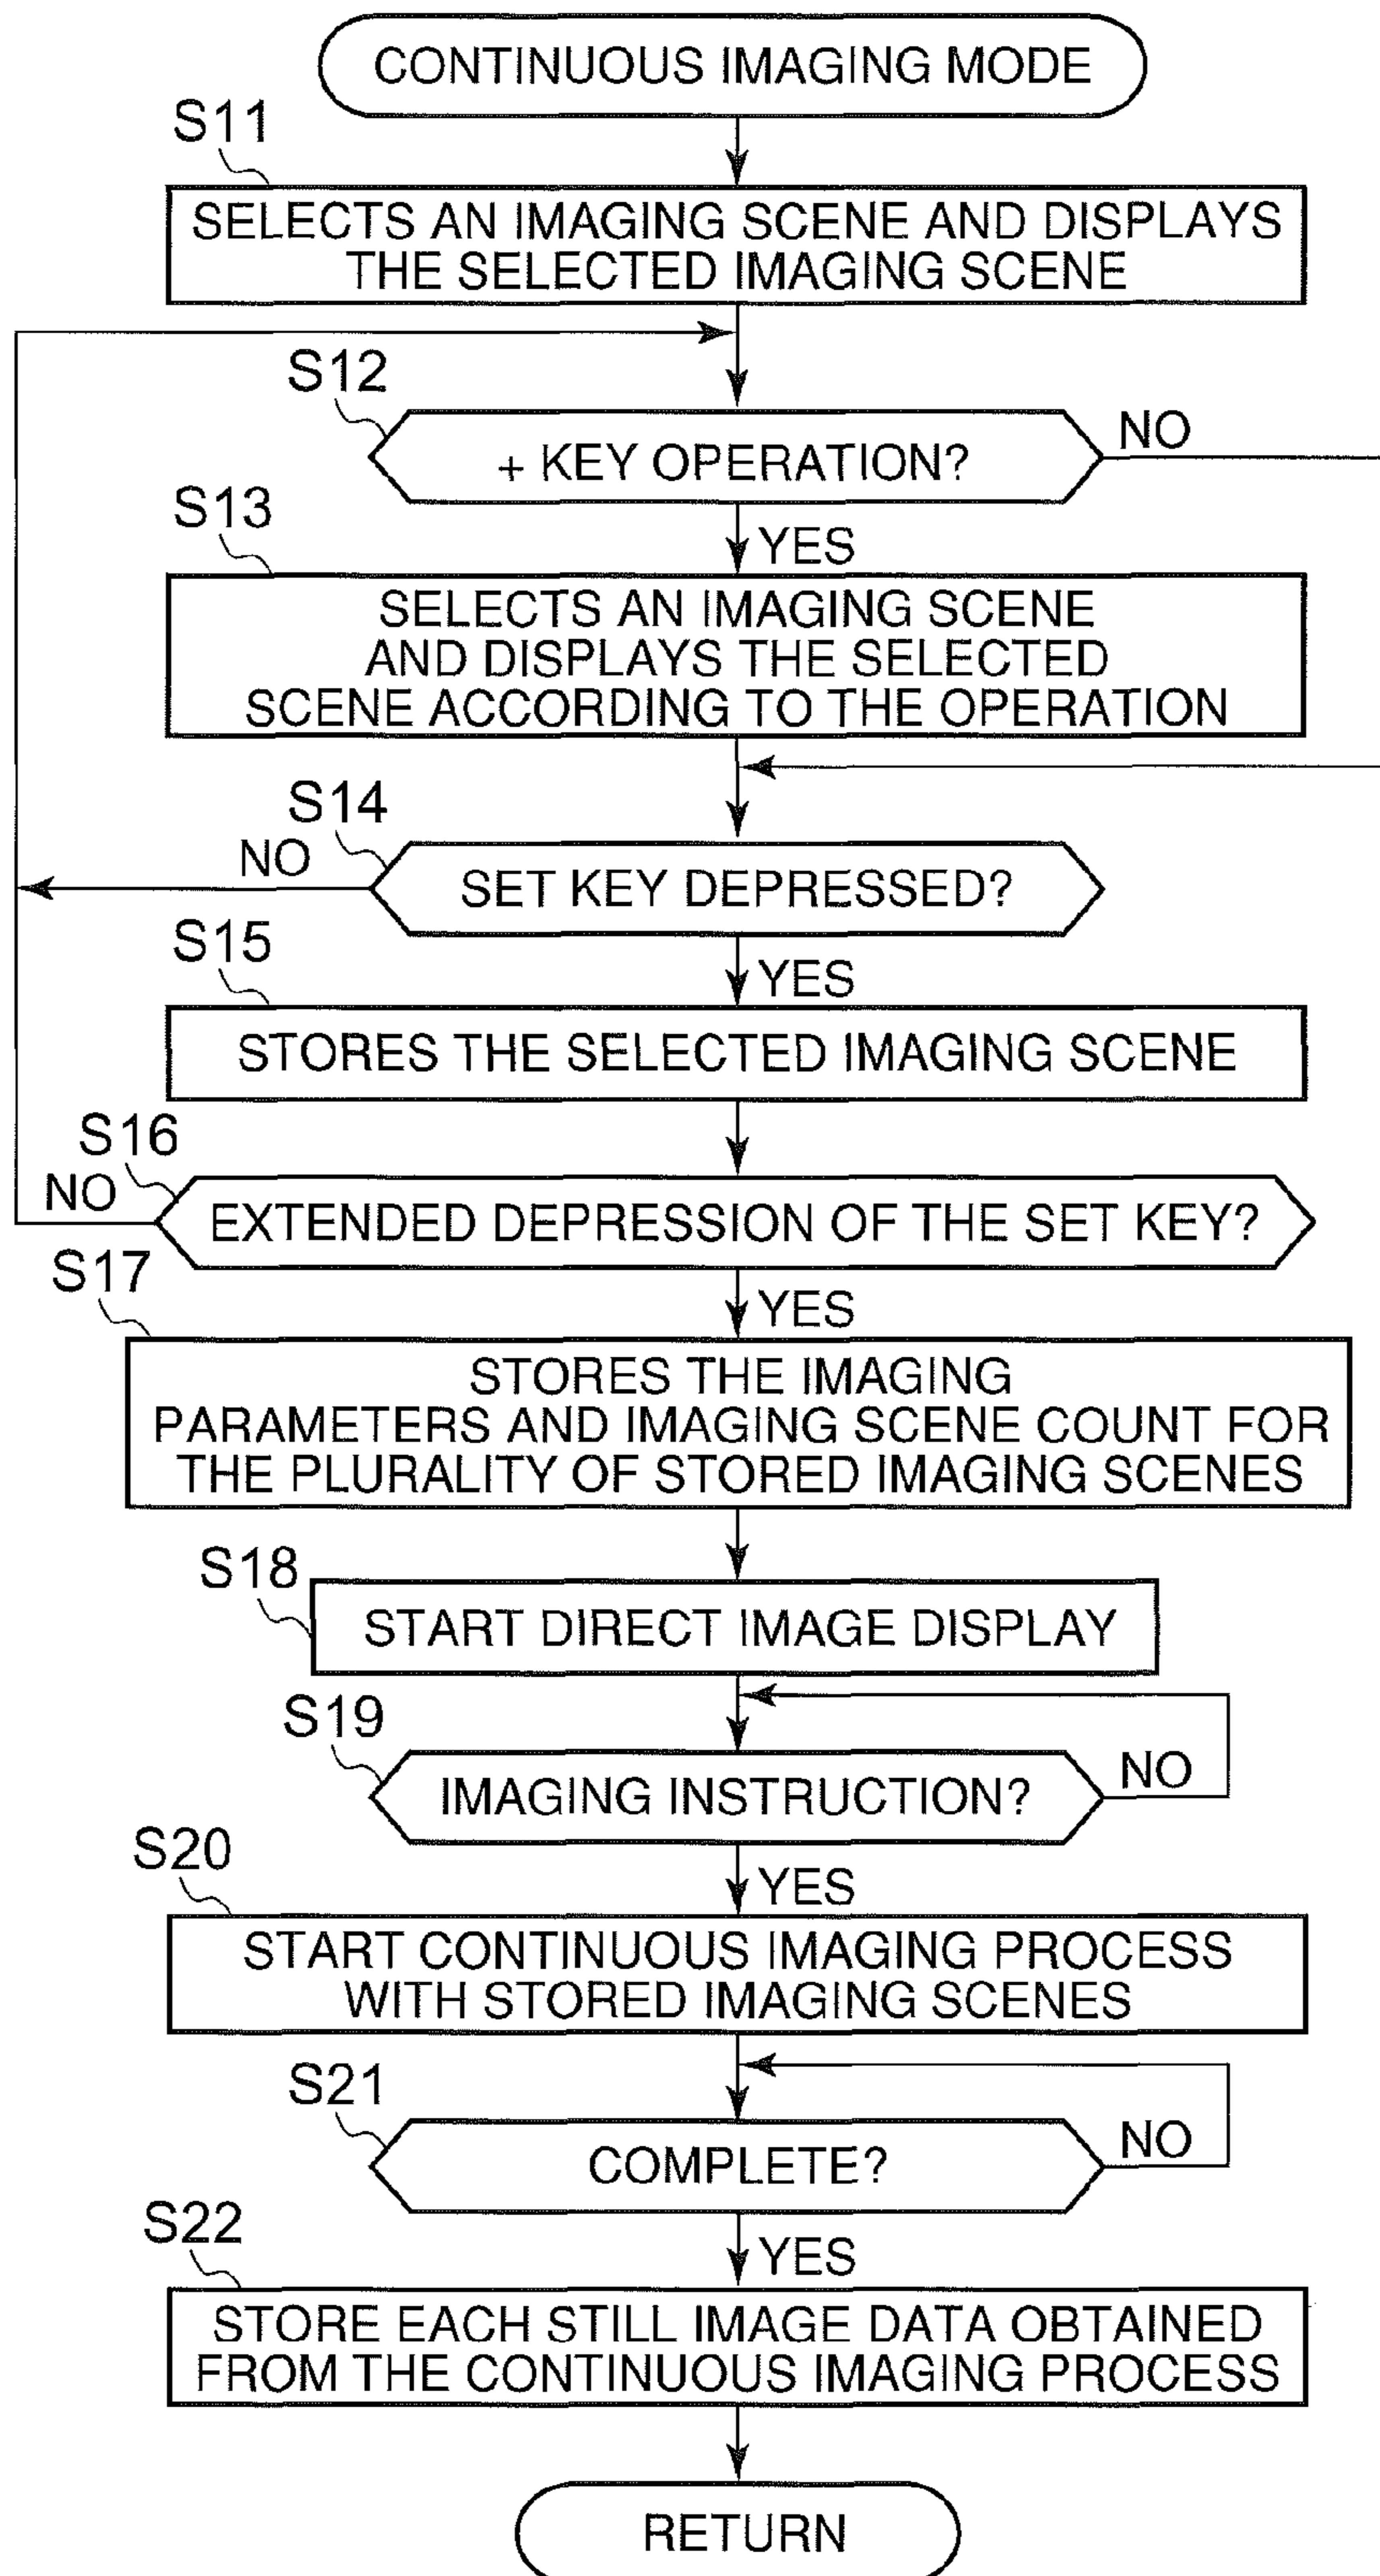 CONTINUOUS IMAGING MODE
S11
SELECTS AN IMAGING SCENE AND DISPLAYS
THE SELECTED IMAGING SCENE
S12
+ KEY OPERATION?
NO
YES
S13
SELECTS AN IMAGING SCENE
AND DISPLAYS THE SELECTED
SCENE ACCORDING TO THE OPERATION
S14
NO
SET KEY DEPRESSED?
YES
S15
STORES THE SELECTED IMAGING SCENE
S16
NO
EXTENDED DEPRESSION OF THE SET KEY?
YES
S17
STORES THE IMAGING
PARAMETERS AND IMAGING SCENE COUNT FOR
THE PLURALITY OF STORED IMAGING SCENES
S18
START DIRECT IMAGE DISPLAY
S19
IMAGING INSTRUCTION?
NO
YES
S20
START CONTINUOUS IMAGING PROCESS
WITH STORED IMAGING SCENES
S21
COMPLETE?
NO
YES
S22
STORE EACH STILL IMAGE DATA OBTAINED
FROM THE CONTINUOUS IMAGING PROCESS
RETURN